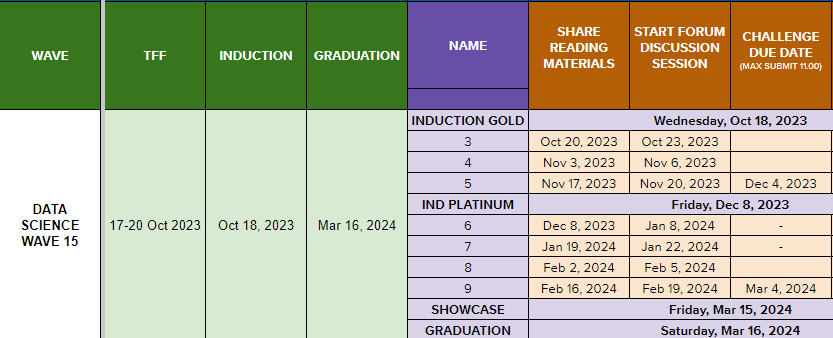 WAVE TFF INDUCTION GRADUATION NAME SHARE READING MATERIALS START FORUM DISCUSSION SESSION CHALLENGE DUE DATE (MAX SUBMIT 11.00)
INDUCTION GOLD Wednesday, Oct 18, 2023
3 Oct 20, 2023 Oct 23, 2023
4 Nov 3, 2023 Nov 6, 2023
5 Nov 17, 2023 Nov 20, 2023 Dec 4, 2023
IND PLATINUM Friday, Dec 8, 2023
DATA SCIENCE WAVE 15 17-20 Oct 2023 Oct 18, 2023 Mar 16, 2024
6 Dec 8, 2023 Jan 8, 2024 -
7 Jan 19, 2024 Jan 22, 2024 -
8 Feb 2, 2024 Feb 5, 2024
9 Feb 16, 2024 Feb 19, 2024 Mar 4, 2024
SHOWCASE Friday, Mar 15, 2024
GRADUATION Saturday, Mar 16, 2024